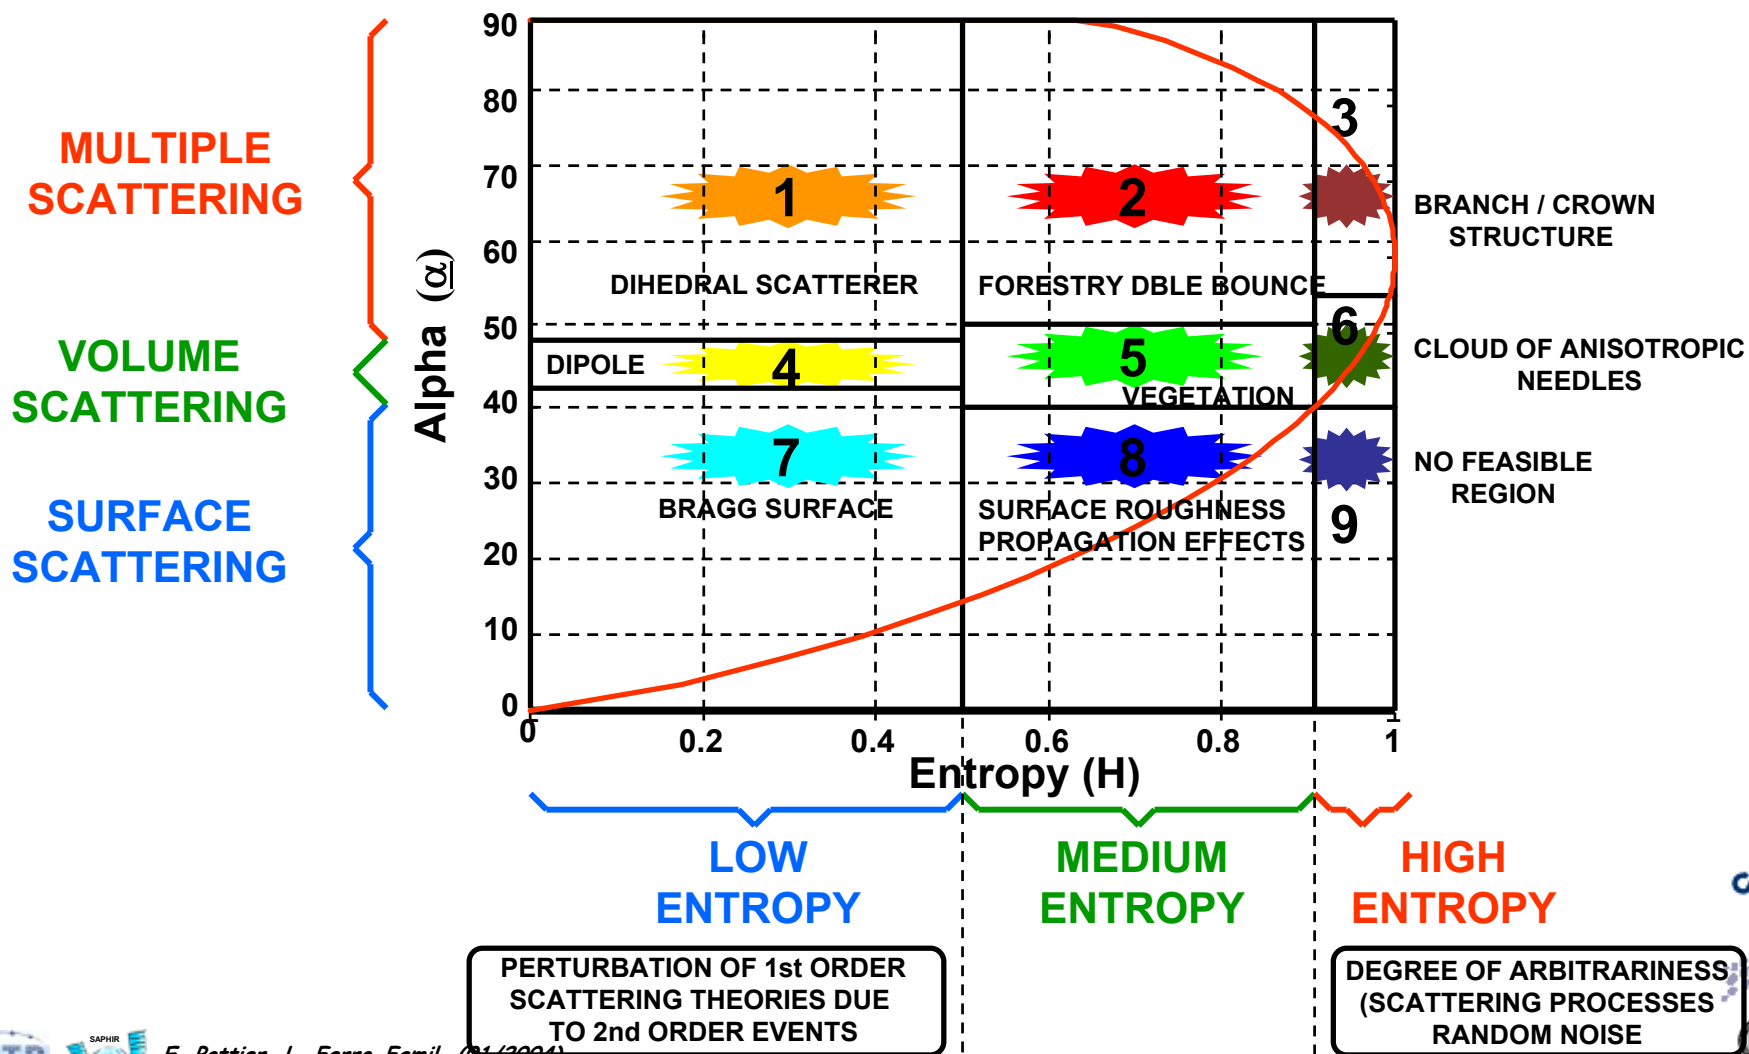 90
80
70
60
50
40
30
20
10
0
Alpha (α)
MULTIPLE
SCATTERING
VOLUME
SCATTERING
SURFACE
SCATTERING
1
2
3
DIHEDRAL SCATTERER
FORESTRY DBLE BOUNCE
BRANCH / CROWN
STRUCTURE
DIPOLE
4
5
6
VEGETATION
CLOUD OF ANISOTROPIC
NEEDLES
7
8
9
BRAGG SURFACE
SURFACE ROUGHNESS
PROPAGATION EFFECTS
NO FEASIBLE
REGION
0
0.2
0.4
0.6
0.8
1
Entropy (H)
LOW
ENTROPY
MEDIUM
ENTROPY
HIGH
ENTROPY
PERTURBATION OF 1st ORDER
SCATTERING THEORIES DUE
TO 2nd ORDER EVENTS
DEGREE OF ARBITRARINESS
(SCATTERING PROCESSES
RANDOM NOISE
SAPHIR